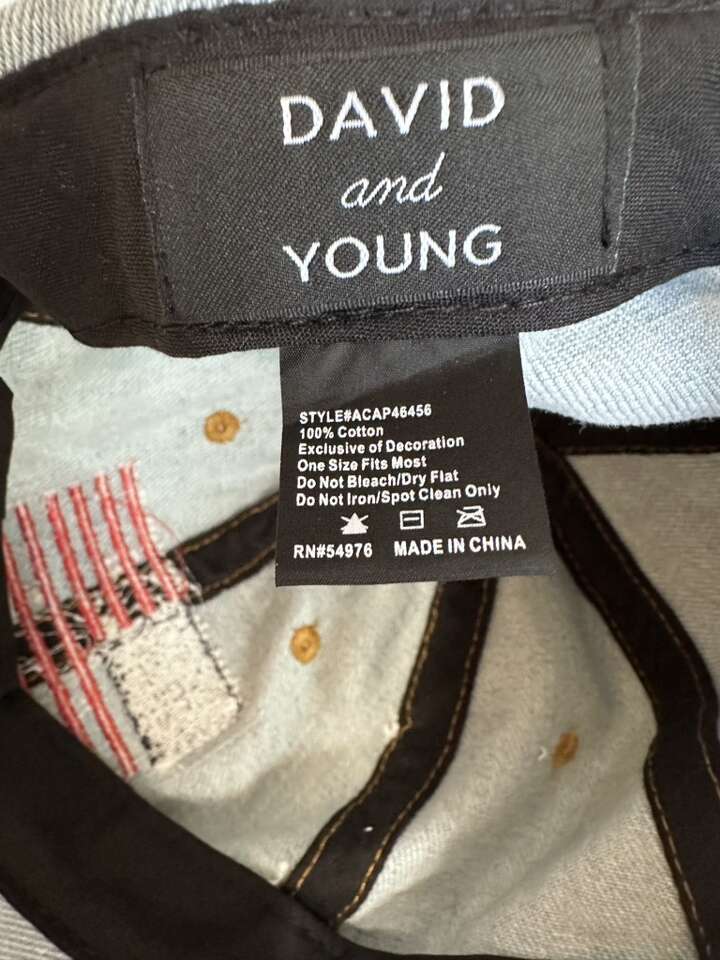 DAVID
and
YOUNG
STYLE#ACAP46456
100% Cotton
Exclusive of Decoration
One Size Fits Most
Do Not Bleach/Dry Flat
Do Not Iron/Spot Clean Only
RN#54976 MADE IN CHINA